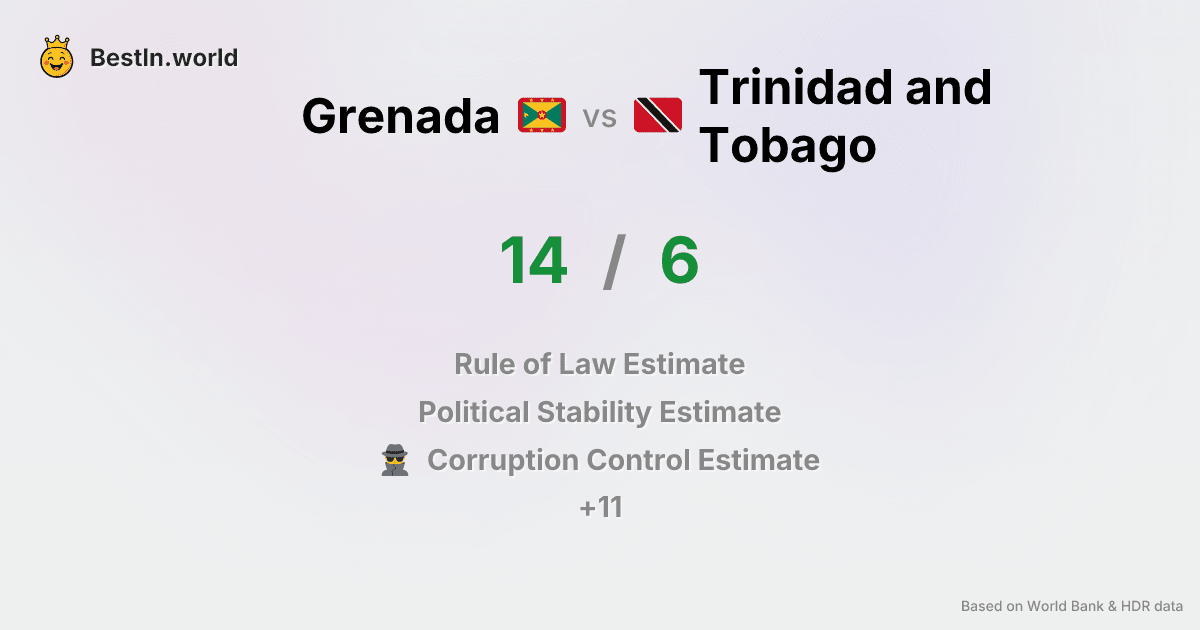 BestIn.world
Grenada vs Trinidad and
Tobago
14 / 6
Rule of Law Estimate
Political Stability Estimate
Corruption Control Estimate
+11
Based on World Bank & HDR data